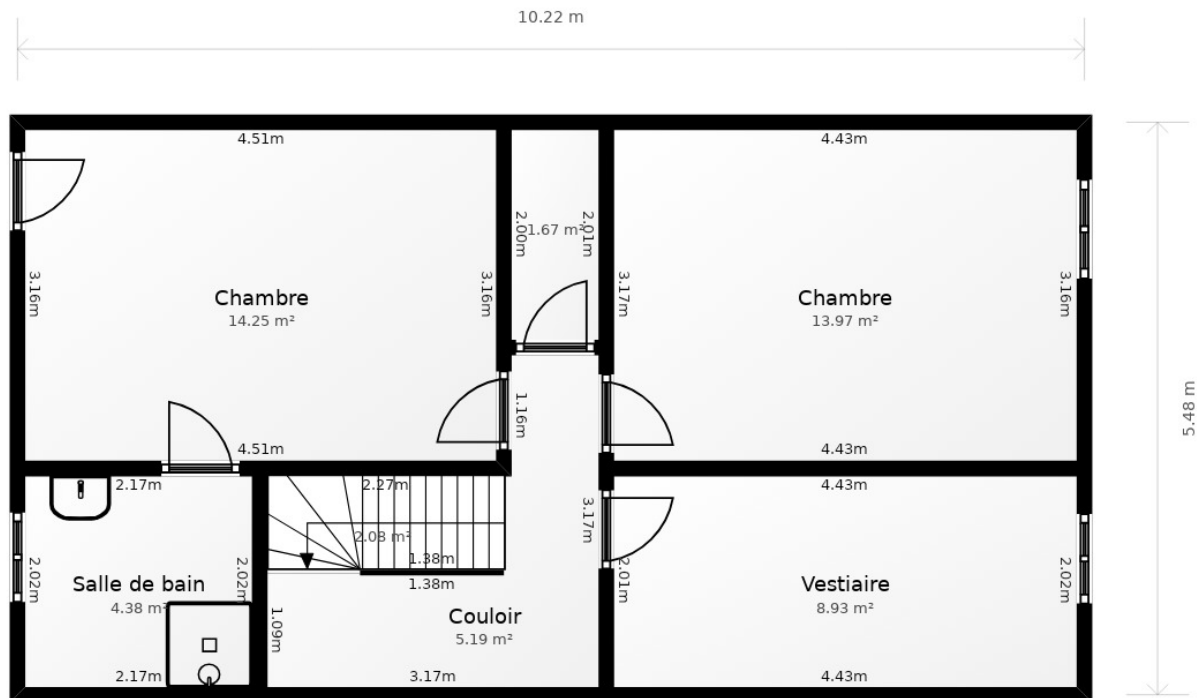 10.22 m
4.51m
4.43m
2.00m
1.67 m²
2.01m
3.16m
Chambre
14.25 m²
3.16m
3.17m
Chambre
13.97 m²
3.16m
5.48 m
1.16m
4.51m
4.43m
2.17m
2.27m
4.43m
3.17m
2.08 m²
1.38m
1.38m
2.02m
Salle de bain
4.38 m²
2.02m
1.09m
Couloir
5.19 m²
2.01m
Vestiaire
8.93 m²
2.02m
2.17m
3.17m
4.43m